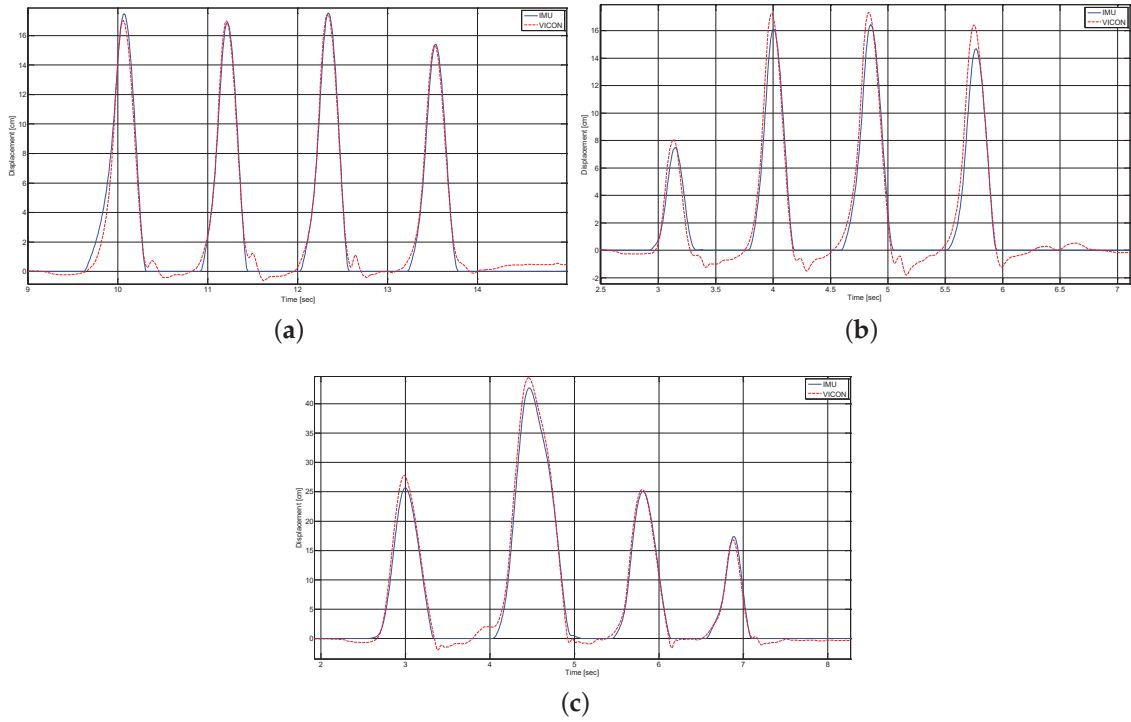 IMU
VICON
16
14
12
10
8
6
4
2
0
Displacement [cm]
9 10 11 12 13 14
Time [sec]
(a)
IMU
VICON
16
14
12
10
8
6
4
2
0
-2
Displacement [cm]
2.5 3 3.5 4 4.5 5 5.5 6 6.5 7
Time [sec]
(b)
IMU
VICON
40
35
30
25
20
15
10
5
0
Displacement [cm]
2 3 4 5 6 7 8
Time [sec]
(c)